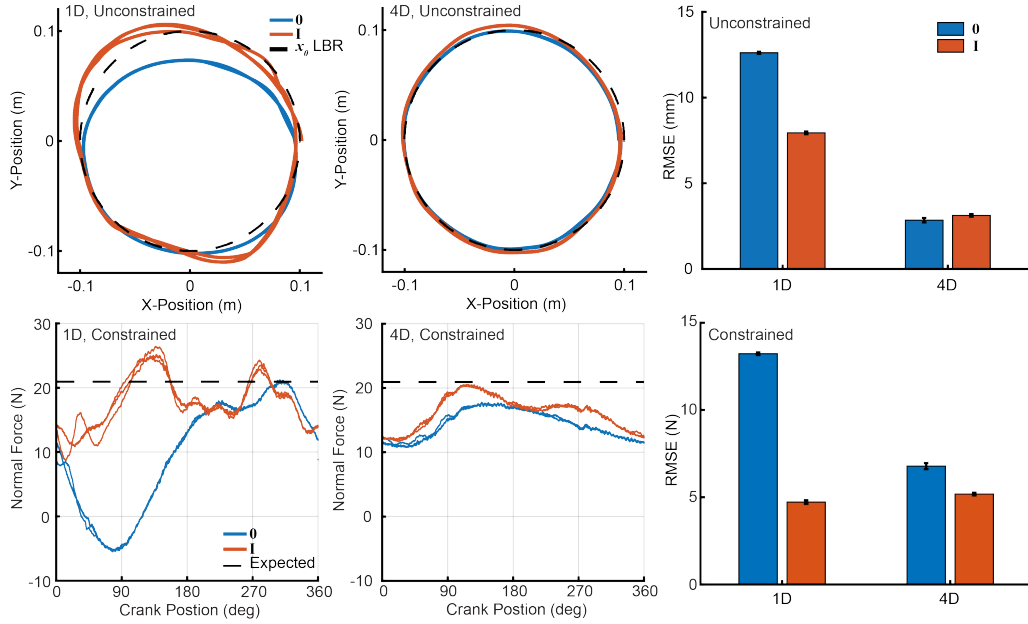 1D, Unconstrained
0
I
x₀ LBR
0.1
0
-0.1
Y-Position (m)
-0.1
0
0.1
X-Position (m)
4D, Unconstrained
0.1
0
-0.1
Y-Position (m)
-0.1
0
0.1
X-Position (m)
Unconstrained
0
I
15
10
5
0
RMSE (mm)
1D
4D
1D, Constrained
30
20
10
0
-10
Normal Force (N)
0
I
Expected
0
90
180
270
360
Crank Postion (deg)
4D, Constrained
30
20
10
0
-10
Normal Force (N)
0
90
180
270
360
Crank Postion (deg)
Constrained
15
10
5
0
RMSE (N)
1D
4D